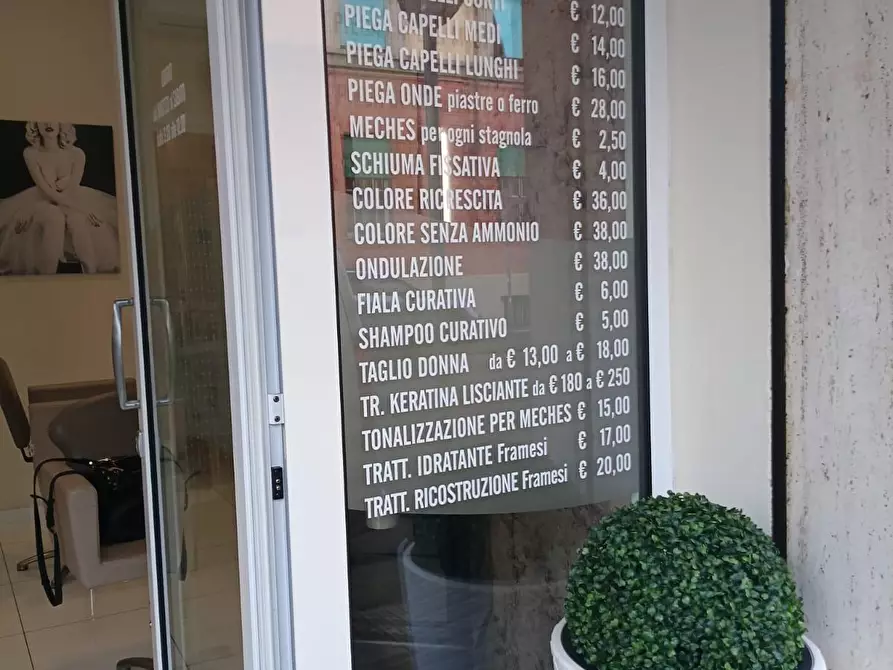 CORTI € 12,00
PIEGA CAPELLI MEDI € 14,00
PIEGA CAPELLI LUNGHI € 16,00
PIEGA ONDE piastre o ferro € 28,00
MECHES per ogni stagnola € 2,50
SCHIUMA FISSATIVA € 4,00
COLORE RICRESCITA € 36,00
COLORE SENZA AMMONIO € 38,00
ONDULAZIONE € 38,00
FIALA CURATIVA € 6,00
SHAMPOO CURATIVO € 5,00
TAGLIO DONNA da € 13,00 a € 18,00
TR. KERATINA LISCIANTE da € 180 a € 250
TONALIZZAZIONE PER MECHES € 15,00
TRATT. IDRATANTE Framesi € 17,00
TRATT. RICOSTRUZIONE Framesi € 20,00